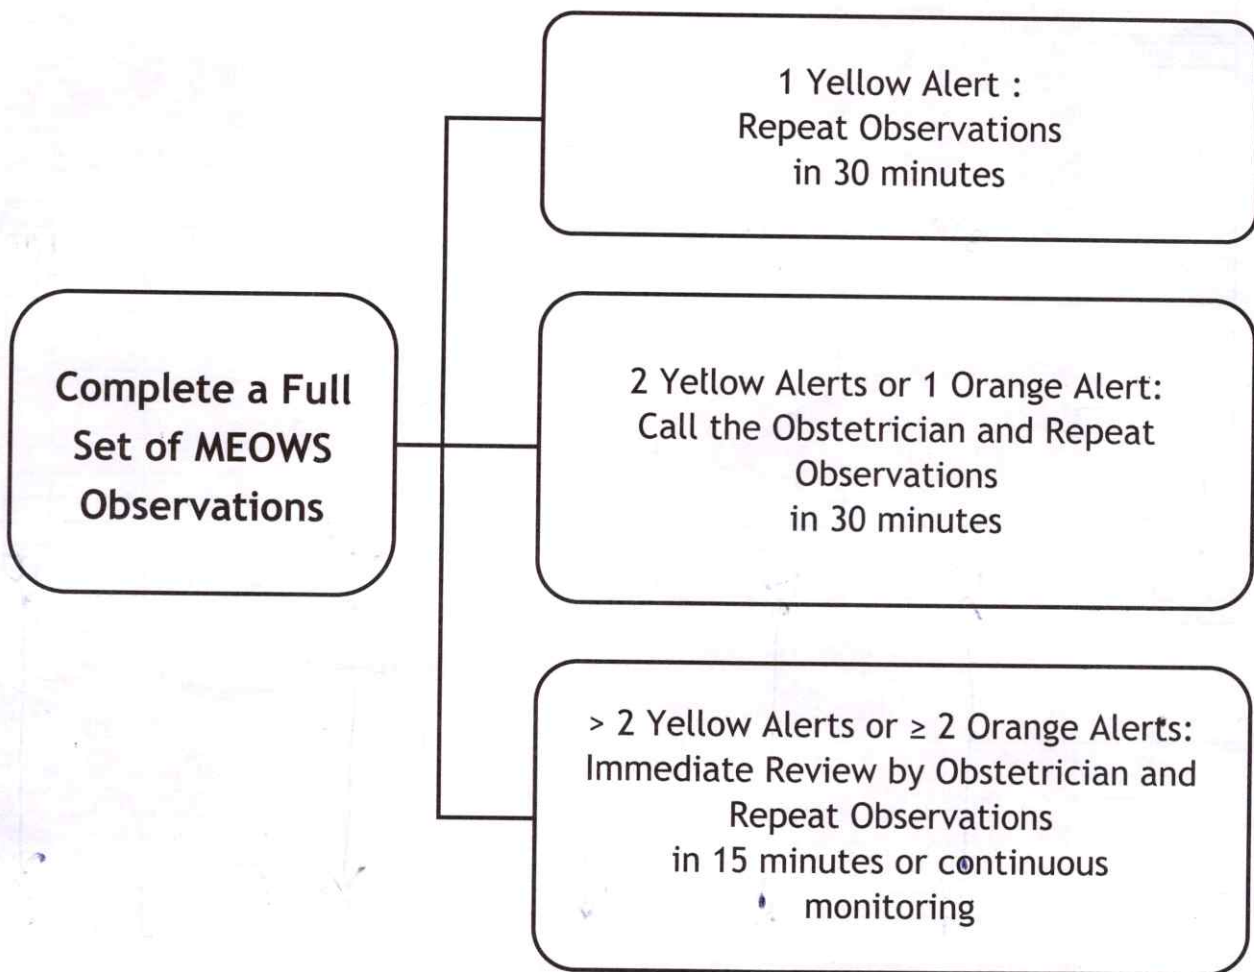 1 Yellow Alert :
Repeat Observations
in 30 minutes
Complete a Full
Set of MEOWS
Observations
2 Yellow Alerts or 1 Orange Alert:
Call the Obstetrician and Repeat
Observations
in 30 minutes
> 2 Yellow Alerts or ≥ 2 Orange Alerts:
Immediate Review by Obstetrician and
Repeat Observations
in 15 minutes or continuous
monitoring